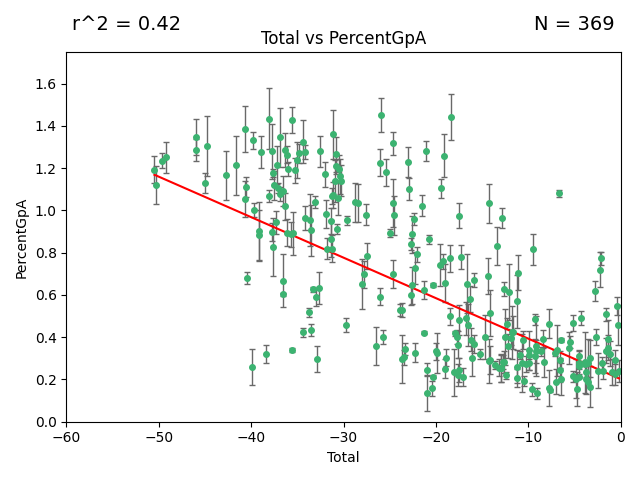 r^2 = 0.42 N = 369
Total vs PercentGpA
1.6
1.4
1.2
1.0
0.8
0.6
0.4
0.2
0.0
PercentGpA
−60 −50 −40 −30 −20 −10 0
Total